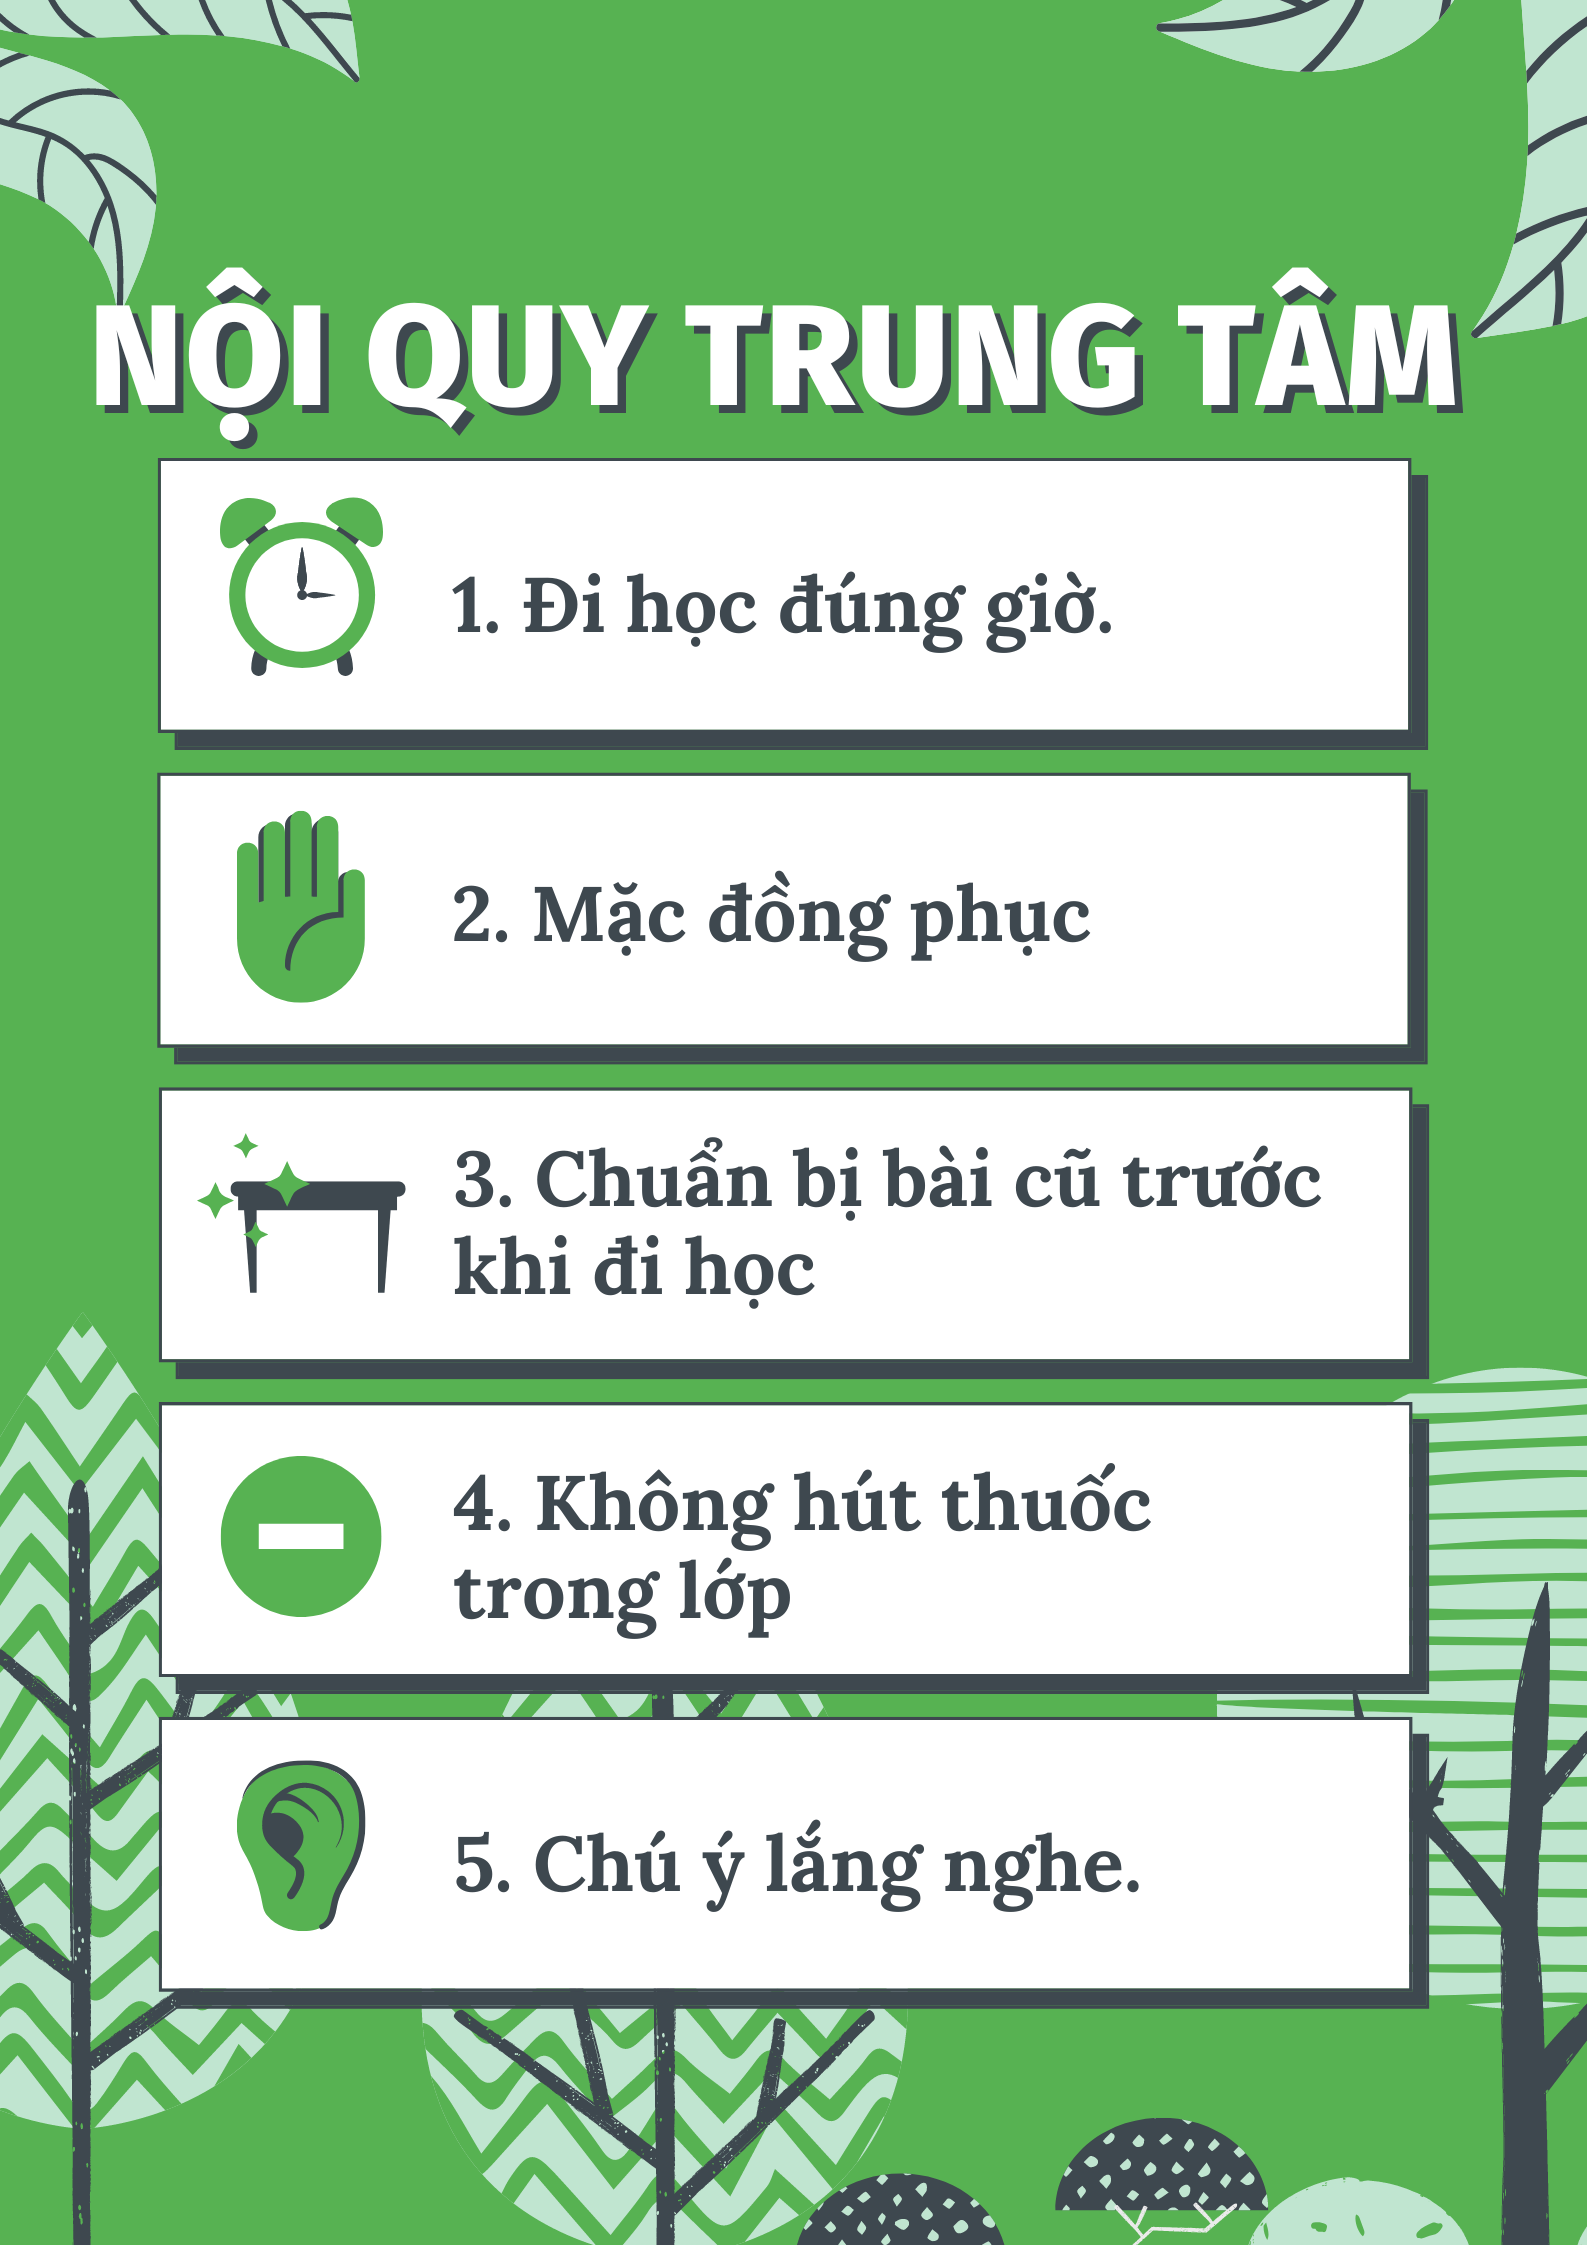 NỘI QUY TRUNG TÂM
1. Đi học đúng giờ.
2. Mặc đồng phục
3. Chuẩn bị bài cũ trước
khi đi học
4. Không hút thuốc
trong lớp
5. Chú ý lắng nghe.